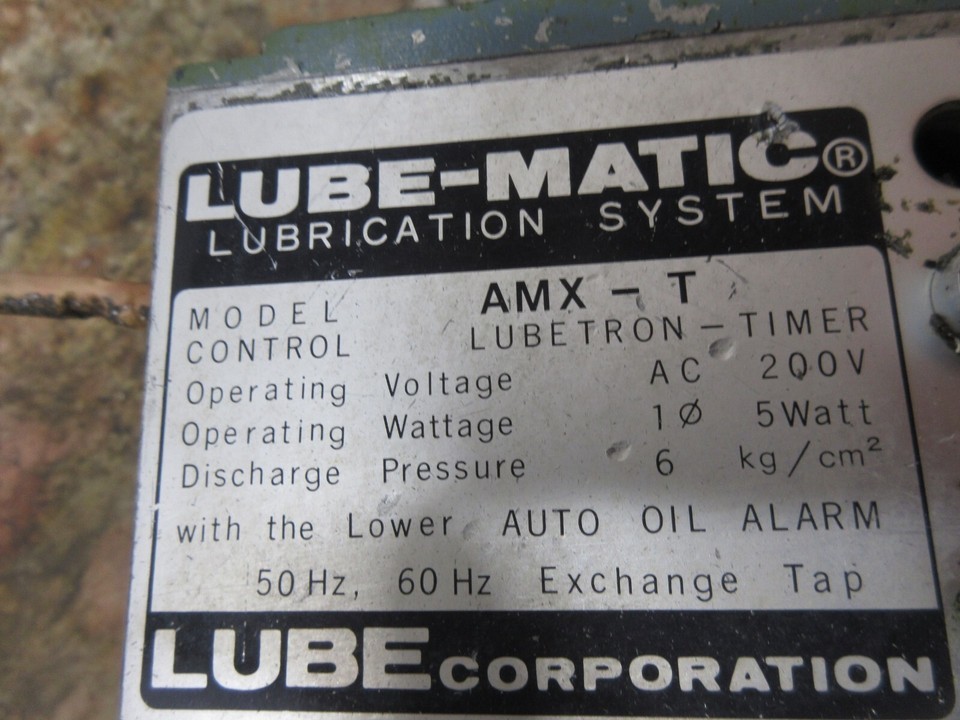 LUBE-MATIC®
LUBRICATION SYSTEM
MODEL AMX-T
CONTROL LUBETRON-TIMER
Operating Voltage AC 200V
Operating Wattage 1Ø 5Watt
Discharge Pressure 6 kg/cm²
with the Lower AUTO OIL ALARM
50Hz, 60Hz Exchange Tap
LUBE CORPORATION